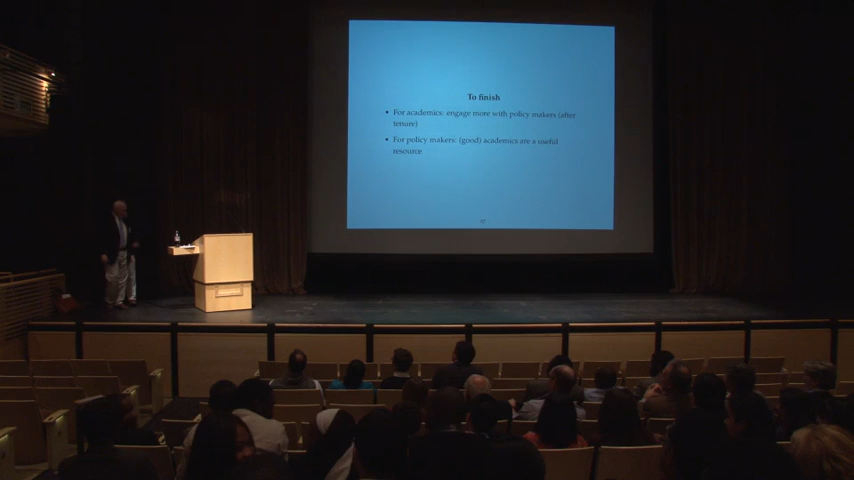 To finish
• For academics: engage more with policy makers (after
tenure)
• For policy makers: (good) academics are a useful
resource